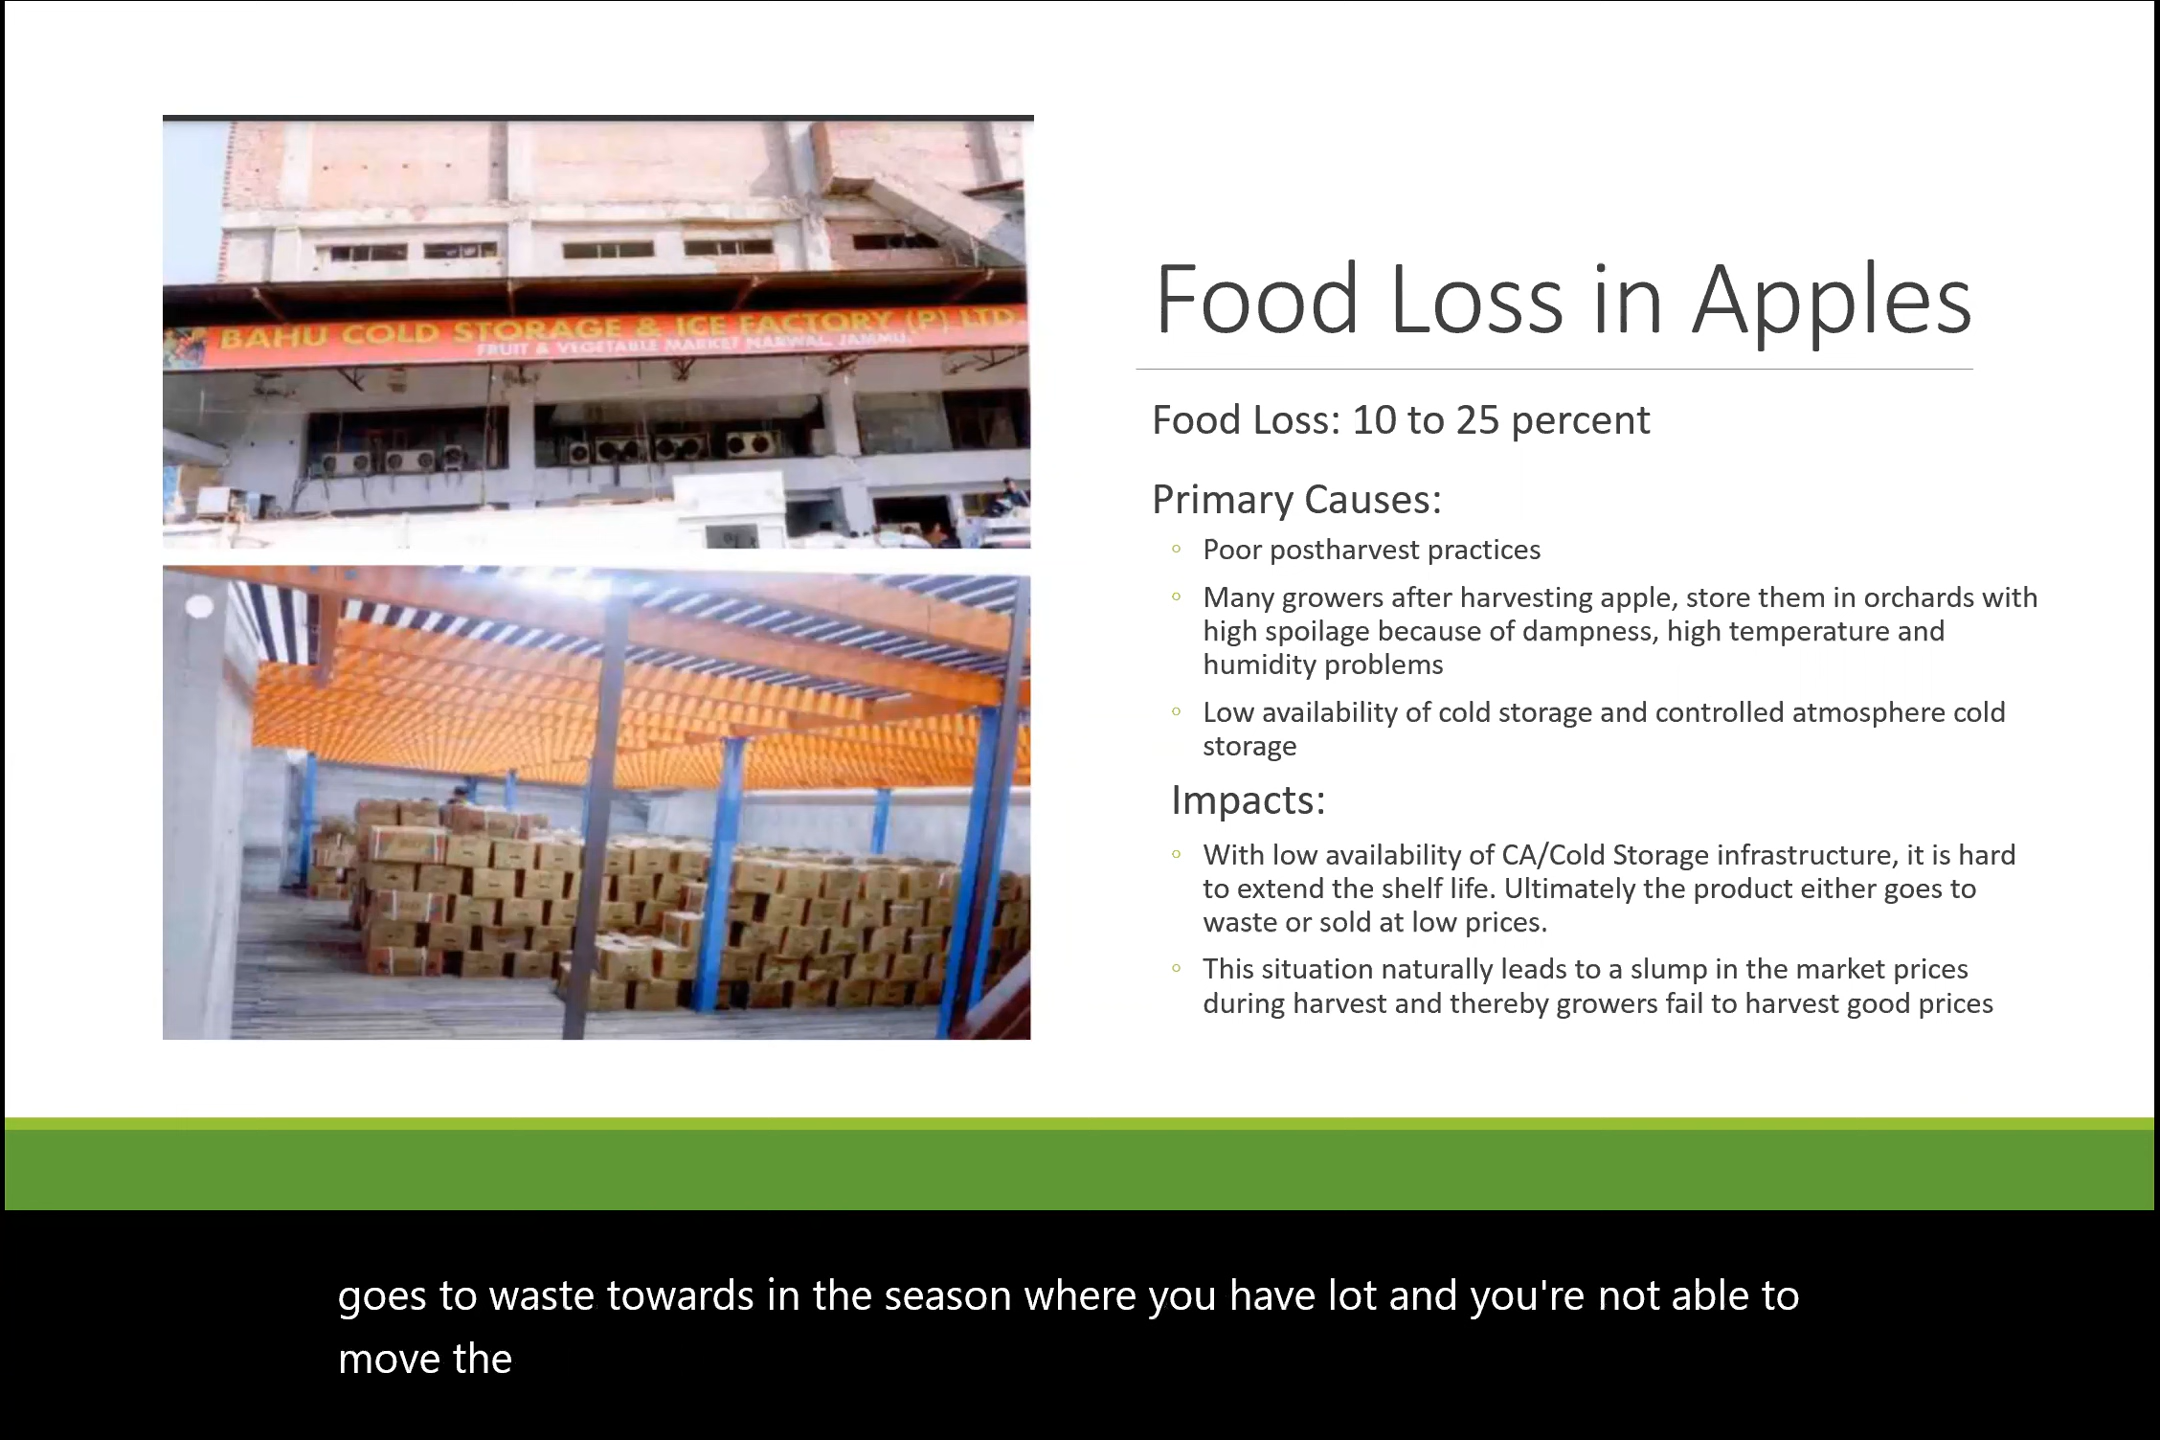 BAHU COLD STORAGE & ICE FACTORY (P) LTD.
FRUIT & VEGETABLE MARKET NARWAL, JAMMU.
Food Loss in Apples
Food Loss: 10 to 25 percent
Primary Causes:
◦ Poor postharvest practices
◦ Many growers after harvesting apple, store them in orchards with
high spoilage because of dampness, high temperature and
humidity problems
◦ Low availability of cold storage and controlled atmosphere cold
storage
Impacts:
◦ With low availability of CA/Cold Storage infrastructure, it is hard
to extend the shelf life. Ultimately the product either goes to
waste or sold at low prices.
◦ This situation naturally leads to a slump in the market prices
during harvest and thereby growers fail to harvest good prices
goes to waste towards in the season where you have lot and you're not able to
move the